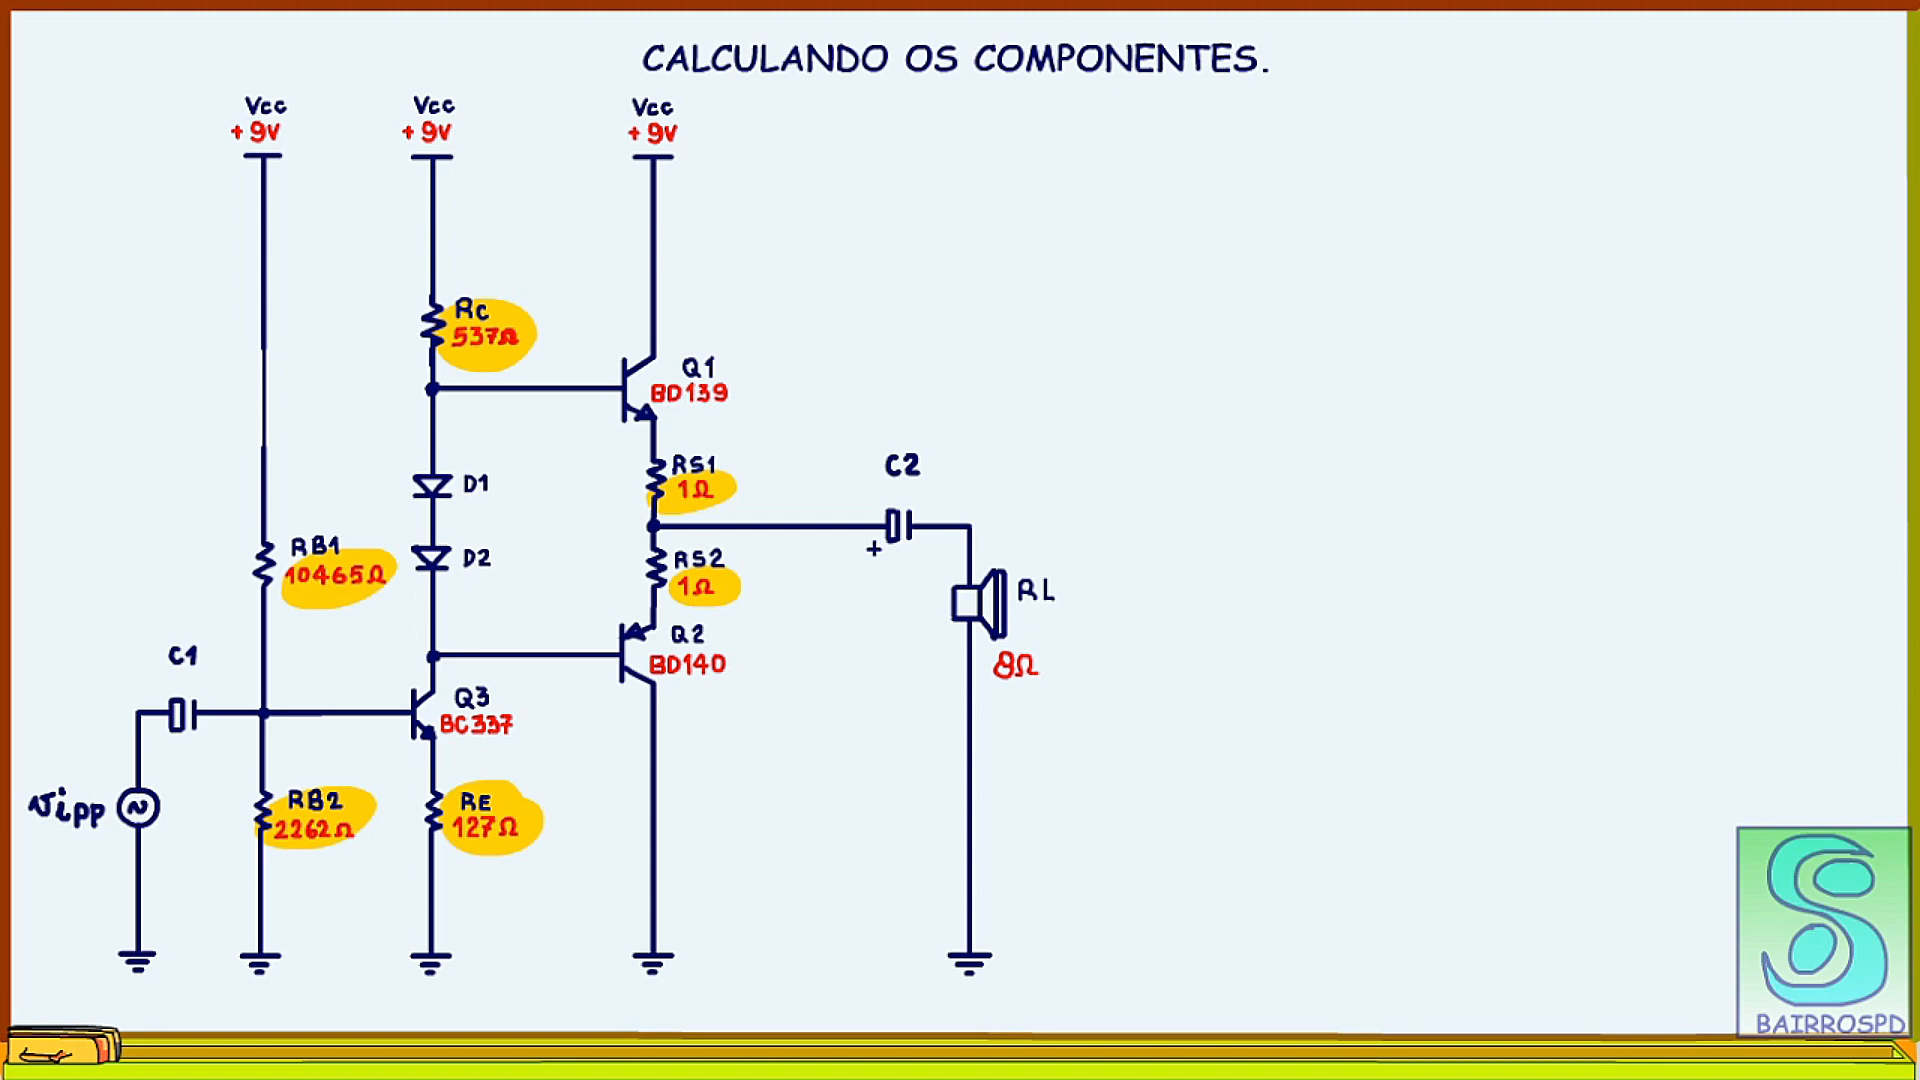 CALCULANDO OS COMPONENTES.
Vcc
+9V
Vcc
+9V
Vcc
+9V
RC
537Ω
Q1
BD139
RS1
1Ω
C2
+
D1
D2
RB1
10465Ω
RS2
1Ω
RL
8Ω
Q2
BD140
C1
Q3
BC337
vipp
~
RB2
2262Ω
RE
127Ω
BAIRROSPD